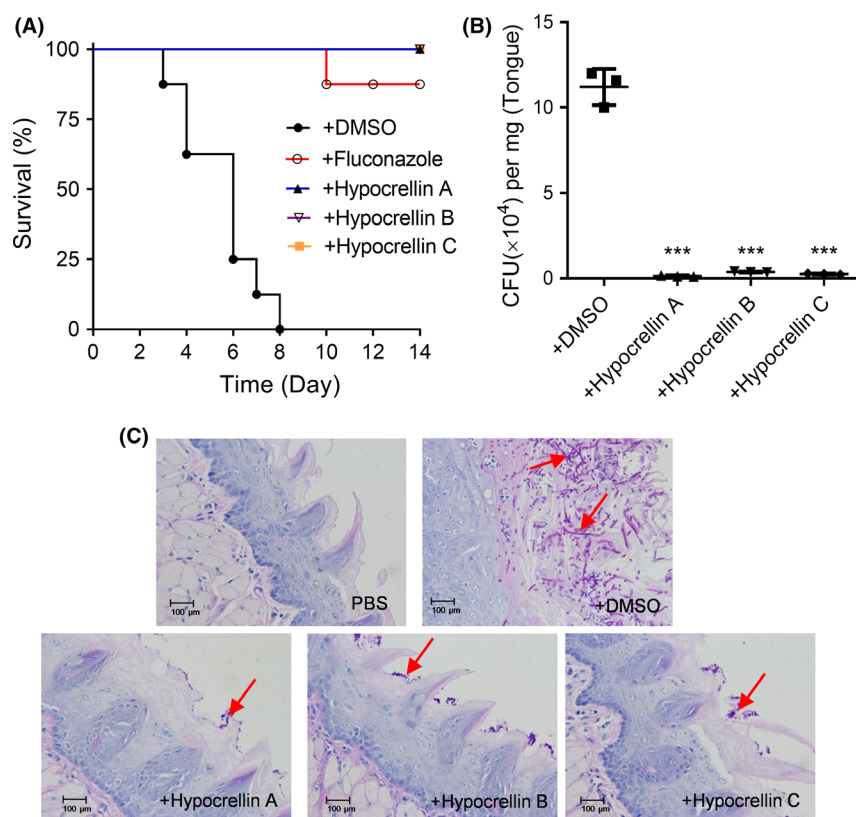 (A)
100
75
50
25
0
Survival (%)
0 2 4 6 8 10 12 14
Time (Day)
+DMSO
+Fluconazole
+Hypocrellin A
+Hypocrellin B
+Hypocrellin C
(B)
15
10
5
0
CFU(×10⁴) per mg (Tongue)
*** *** ***
+DMSO
+Hypocrellin A
+Hypocrellin B
+Hypocrellin C
(C)
100 µm
PBS
100 µm
+DMSO
100 µm
+Hypocrellin A
100 µm
+Hypocrellin B
100 µm
+Hypocrellin C